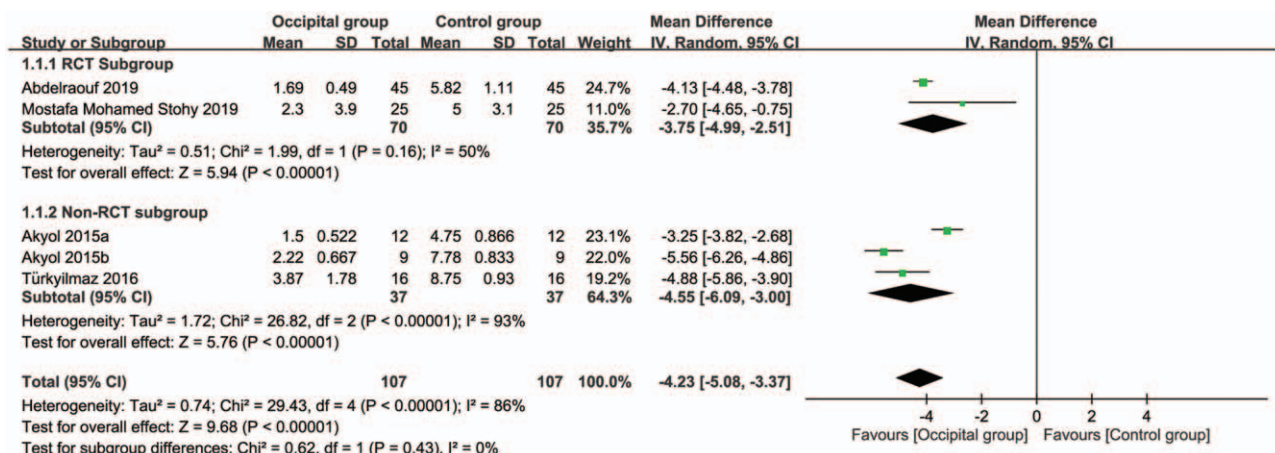 Occipital group Control group Mean Difference Mean Difference
Study or Subgroup Mean SD Total Mean SD Total Weight IV, Random, 95% CI IV, Random, 95% CI
1.1.1 RCT Subgroup
Abdelraouf 2019 1.69 0.49 45 5.82 1.11 45 24.7% -4.13 [-4.48, -3.78]
Mostafa Mohamed Stohy 2019 2.3 3.9 25 5 3.1 25 11.0% -2.70 [-4.65, -0.75]
Subtotal (95% CI) 70 70 35.7% -3.75 [-4.99, -2.51]
Heterogeneity: Tau² = 0.51; Chi² = 1.99, df = 1 (P = 0.16); I² = 50%
Test for overall effect: Z = 5.94 (P < 0.00001)
1.1.2 Non-RCT subgroup
Akyol 2015a 1.5 0.522 12 4.75 0.866 12 23.1% -3.25 [-3.82, -2.68]
Akyol 2015b 2.22 0.667 9 7.78 0.833 9 22.0% -5.56 [-6.26, -4.86]
Türkyilmaz 2016 3.87 1.78 16 8.75 0.93 16 19.2% -4.88 [-5.86, -3.90]
Subtotal (95% CI) 37 37 64.3% -4.55 [-6.09, -3.00]
Heterogeneity: Tau² = 1.72; Chi² = 26.82, df = 2 (P < 0.00001); I² = 93%
Test for overall effect: Z = 5.76 (P < 0.00001)
Total (95% CI) 107 107 100.0% -4.23 [-5.08, -3.37]
Heterogeneity: Tau² = 0.74; Chi² = 29.43, df = 4 (P < 0.00001); I² = 86%
Test for overall effect: Z = 9.68 (P < 0.00001)
Test for subgroup differences: Chi² = 0.62, df = 1 (P = 0.43), I² = 0%
-4 -2 0 2 4
Favours [Occipital group] Favours [Control group]